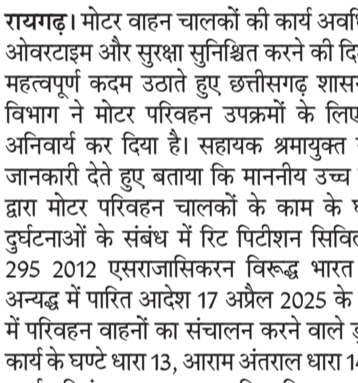 रायगढ़। मोटर वाहन चालकों की कार्य अवधि
ओवरटाइम और सुरक्षा सुनिश्चित करने की
महत्वपूर्ण कदम उठाते हुए छत्तीसगढ़
विभाग ने मोटर परिवहन उपक्रमों के लिए
अनिवार्य कर दिया है। सहायक श्रमायुक्त
जानकारी देते हुए बताया कि माननीय उच्च
द्वारा मोटर परिवहन चालकों के काम के
दुर्घटनाओं के संबंध में रिट पिटीशन
295 2012 एसराजासिकरन विरूद्ध भारत
अन्यद्ध में पारित आदेश 17 अप्रैल 2025 के
में परिवहन वाहनों का संचालन करने वाले
कार्य के घण्टे धारा 13, आराम अंतराल धारा